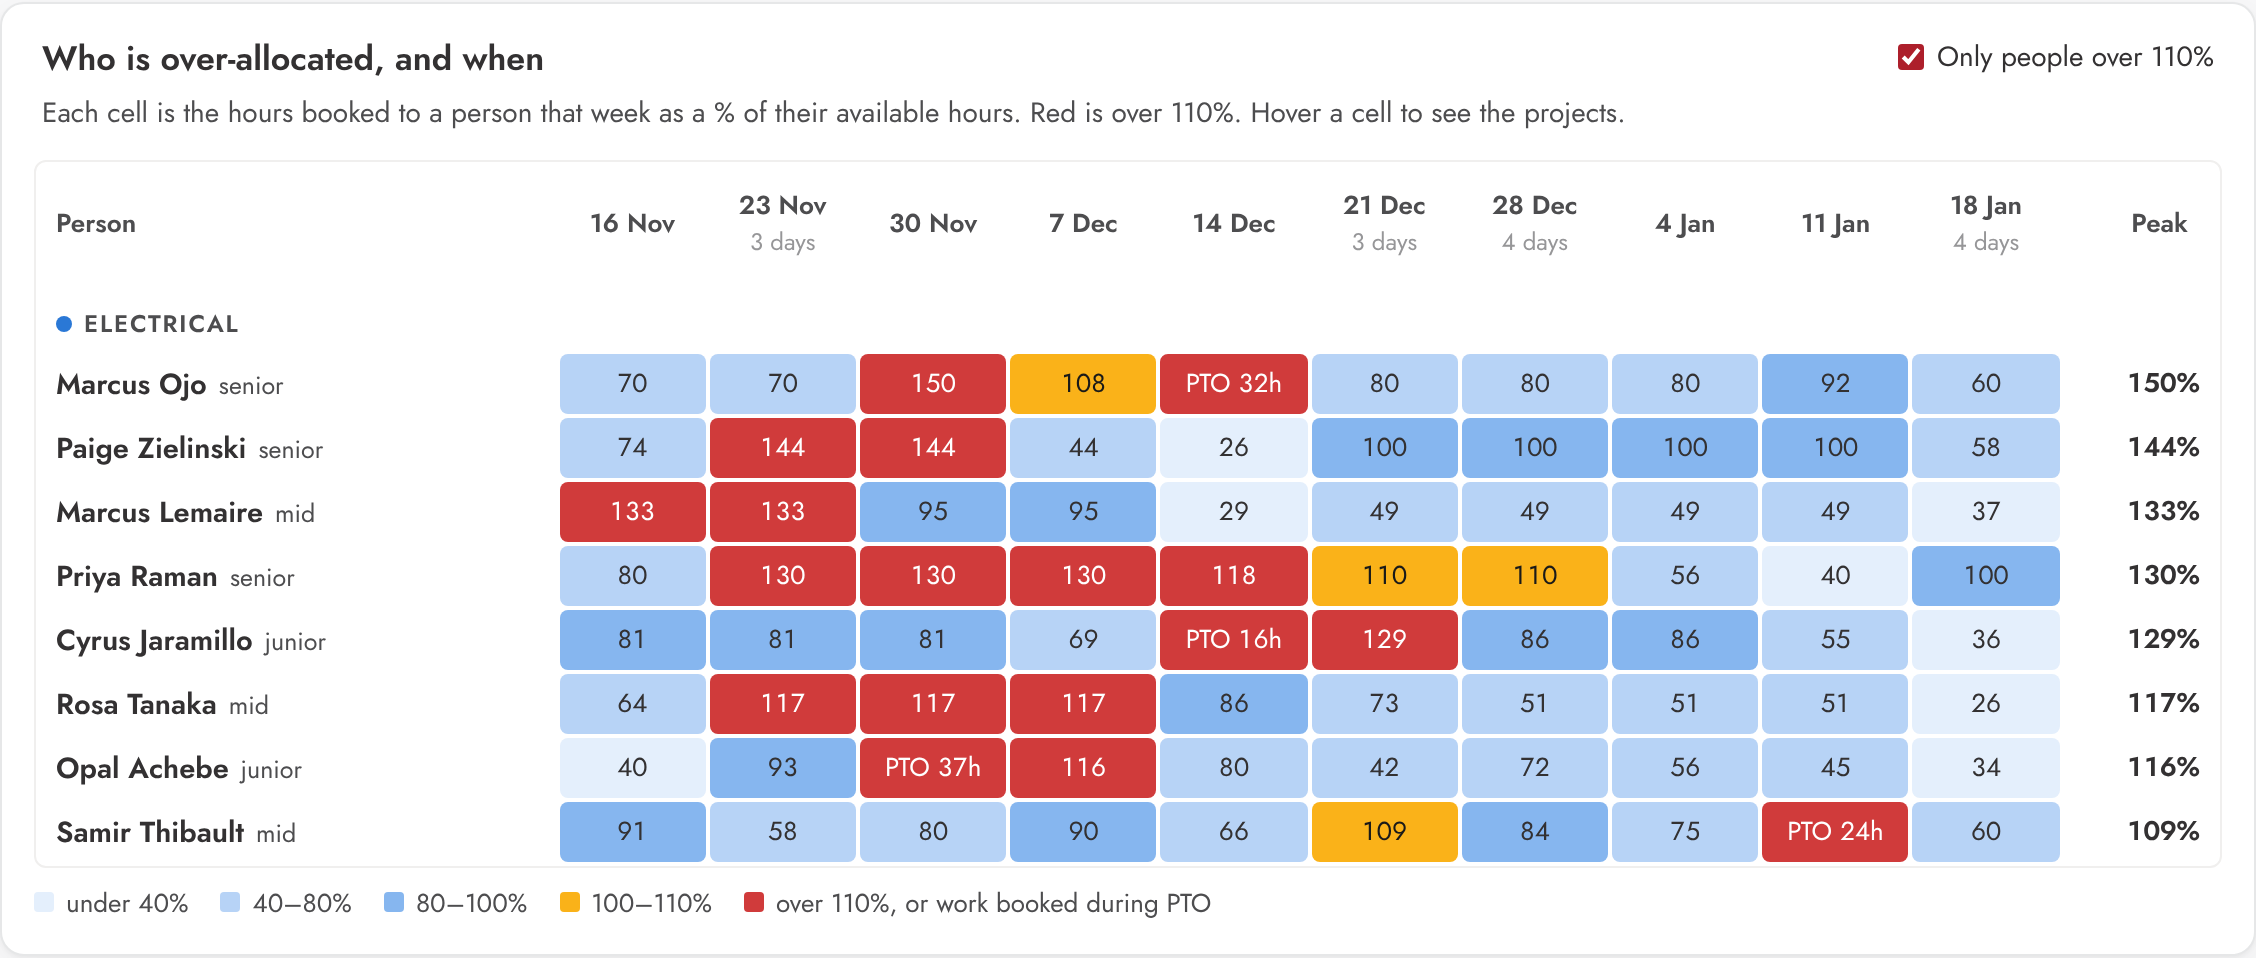 Who is over-allocated, and when
Only people over 110%
Each cell is the hours booked to a person that week as a % of their available hours. Red is over 110%. Hover a cell to see the projects.
Person 16 Nov 23 Nov 3 days 30 Nov 7 Dec 14 Dec 21 Dec 3 days 28 Dec 4 days 4 Jan 11 Jan 18 Jan 4 days Peak
ELECTRICAL
Marcus Ojo senior 70 70 150 108 PTO 32h 80 80 80 92 60 150%
Paige Zielinski senior 74 144 144 44 26 100 100 100 100 58 144%
Marcus Lemaire mid 133 133 95 95 29 49 49 49 49 37 133%
Priya Raman senior 80 130 130 130 118 110 110 56 40 100 130%
Cyrus Jaramillo junior 81 81 81 69 PTO 16h 129 86 86 55 36 129%
Rosa Tanaka mid 64 117 117 117 86 73 51 51 51 26 117%
Opal Achebe junior 40 93 PTO 37h 116 80 42 72 56 45 34 116%
Samir Thibault mid 91 58 80 90 66 109 84 75 PTO 24h 60 109%
under 40% 40–80% 80–100% 100–110% over 110%, or work booked during PTO